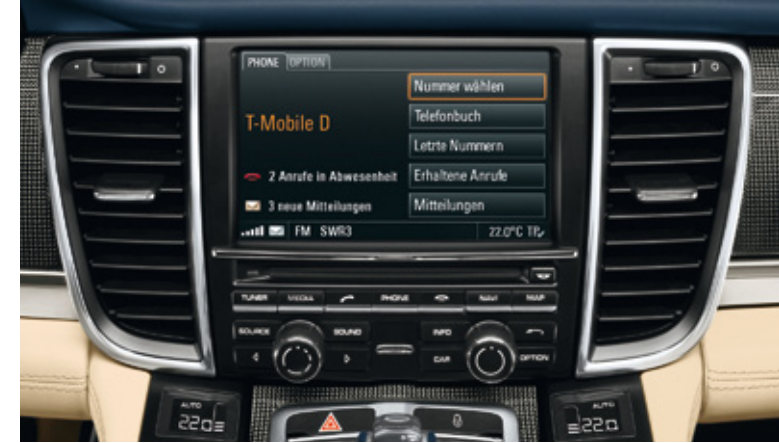 PHONE OPTION
Nummer wählen
T-Mobile D
Telefonbuch
Letzte Nummern
2 Anrufe in Abwesenheit
Erhaltene Anrufe
3 neue Mitteilungen
Mitteilungen
FM SWR3 22.0°C TP
TUNER MEDIA PHONE NAVI MAP
SOURCE SOUND INFO
CAR OPTION
AUTO AUTO
22.0 22.0